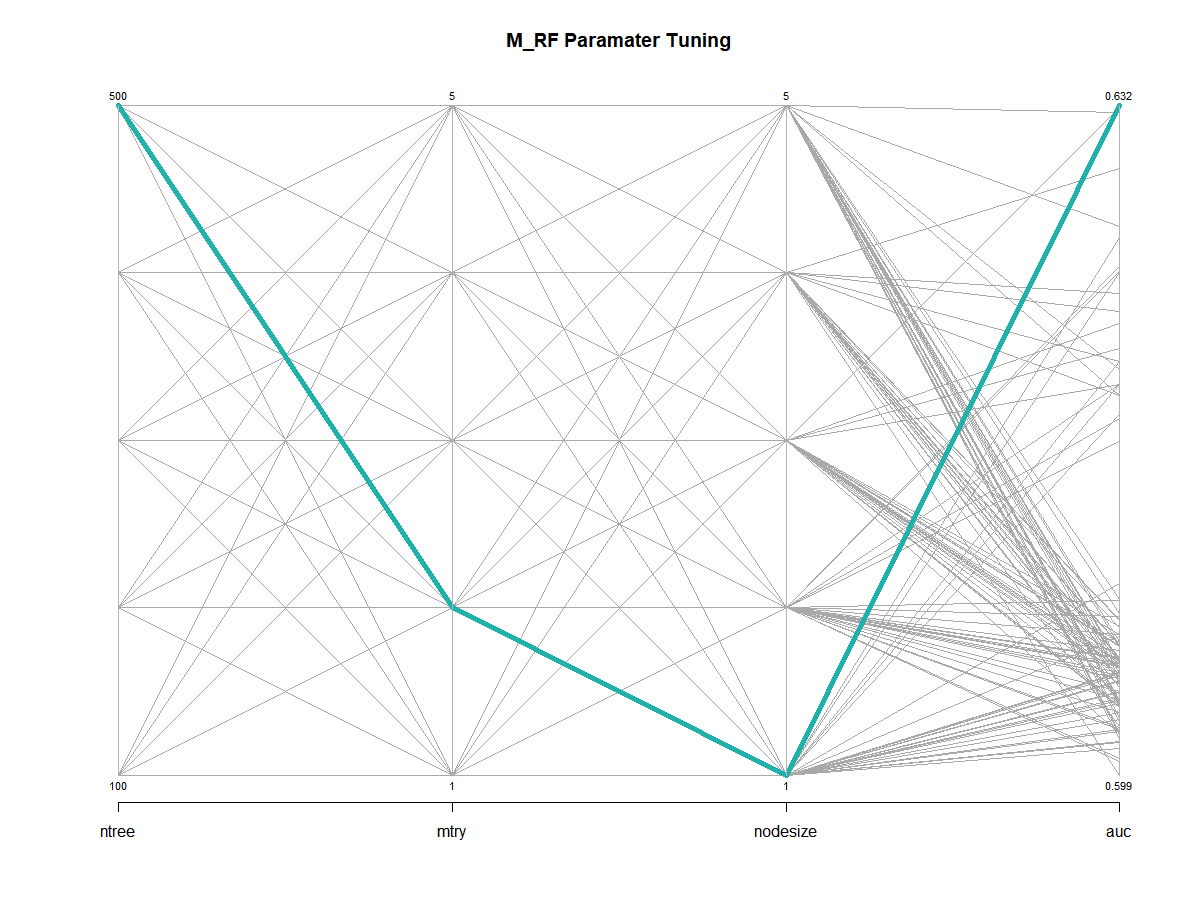 M_RF Paramater Tuning
500 5 5 0.632
100 1 1 0.599
ntree mtry nodesize auc